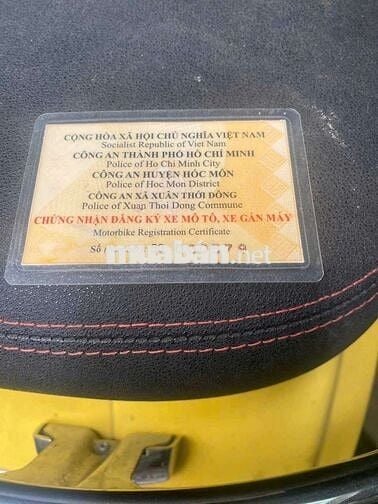 CỘNG HÒA XÃ HỘI CHỦ NGHĨA VIỆT NAM
Socialist Republic of Viet Nam
CÔNG AN THÀNH PHỐ HỒ CHÍ MINH
Police of Ho Chi Minh City
CÔNG AN HUYỆN HÓC MÔN
Police of Hoc Mon District
CÔNG AN XÃ XUÂN THỚI ĐÔNG
Police of Xuan Thoi Dong Commune
CHỨNG NHẬN ĐĂNG KÝ XE MÔ TÔ, XE GẮN MÁY
Motorbike Registration Certificate
Số
muaban.net